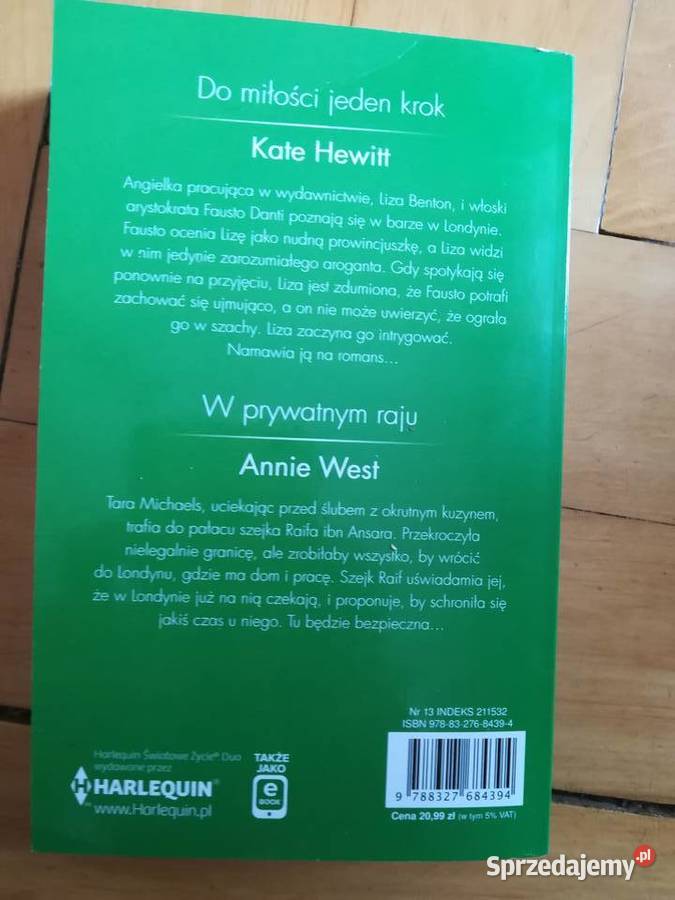 Do miłości jeden krok
Kate Hewitt
Angielka pracująca w wydawnictwie, Liza Benton, i włoski
arystokrata Fausto Danti poznają się w barze w Londynie.
Fausto ocenia Lizę jako nudną prowincjuszkę, a Liza widzi
w nim jedynie zarozumiałego aroganta. Gdy spotykają się
ponownie na przyjęciu, Liza jest zdumiona, że Fausto potrafi
zachować się ujmująco, a on nie może uwierzyć, że ograła
go w szachy. Liza zaczyna go intrygować.
Namawia ją na romans...
W prywatnym raju
Annie West
Tara Michaels, uciekając przed ślubem z okrutnym kuzynem,
trafia do pałacu szejka Raifa ibn Ansara. Przekroczyła
nielegalnie granicę, ale zrobiłaby wszystko, by wrócić
do Londynu, gdzie ma dom i pracę. Szejk Raif uświadamia jej,
że w Londynie już na nią czekają, i proponuje, by schroniła się
jakiś czas u niego. Tu będzie bezpieczna...
Nr 13 INDEKS 211532
ISBN 978-83-276-8439-4
9 788327 684394
Cena 20,99 zł (w tym 5% VAT)
Harlequin Światowe Życie® Duo
wydawane przez
HARLEQUIN®
www.Harlequin.pl
TAKŻE
JAKO
e
BOOK
Sprzedajemy.pl